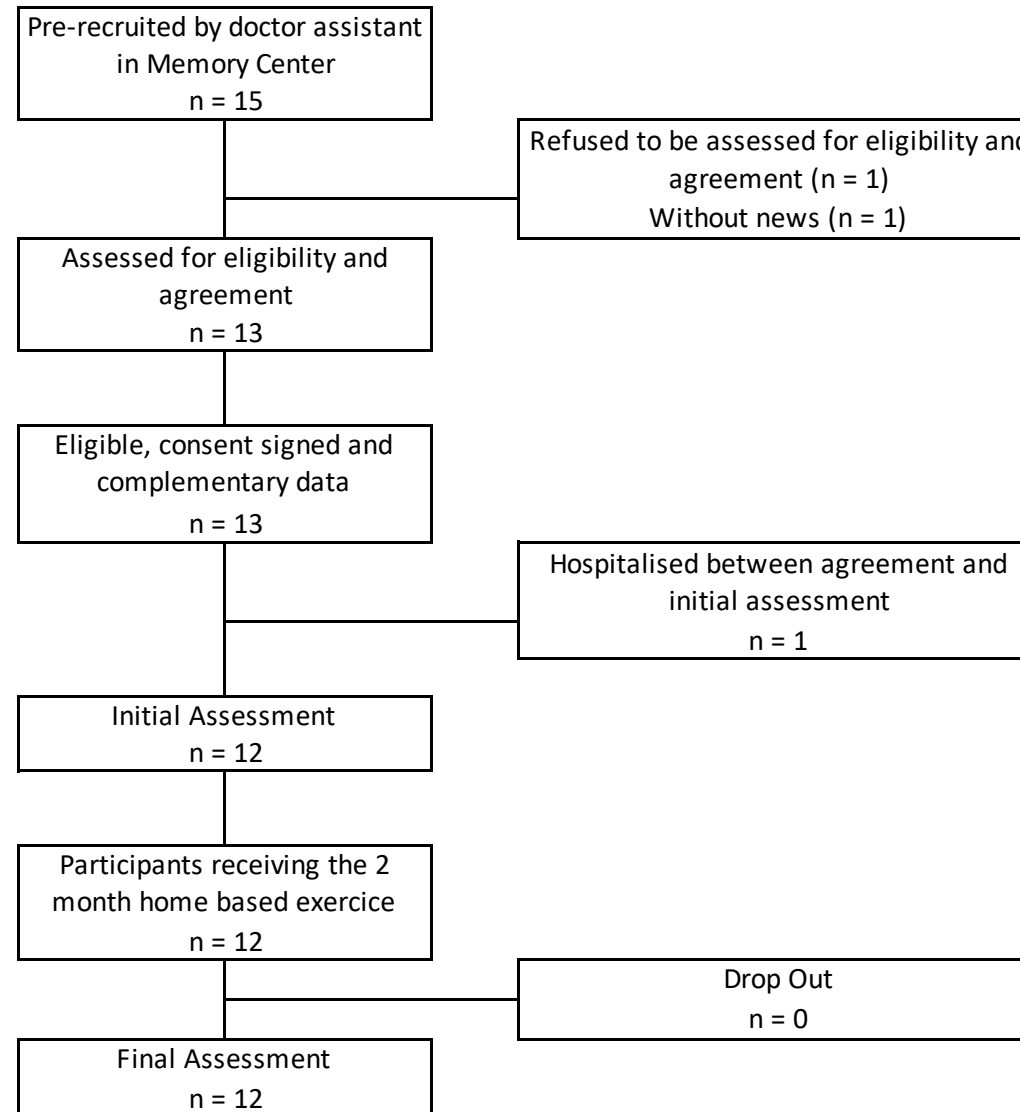 Pre-recruited by doctor assistant
in Memory Center
n = 15
Refused to be assessed for eligibility and
agreement (n = 1)
Without news (n = 1)
Assessed for eligibility and
agreement
n = 13
Eligible, consent signed and
complementary data
n = 13
Hospitalised between agreement and
initial assessment
n = 1
Initial Assessment
n = 12
Participants receiving the 2
month home based exercice
n = 12
Drop Out
n = 0
Final Assessment
n = 12